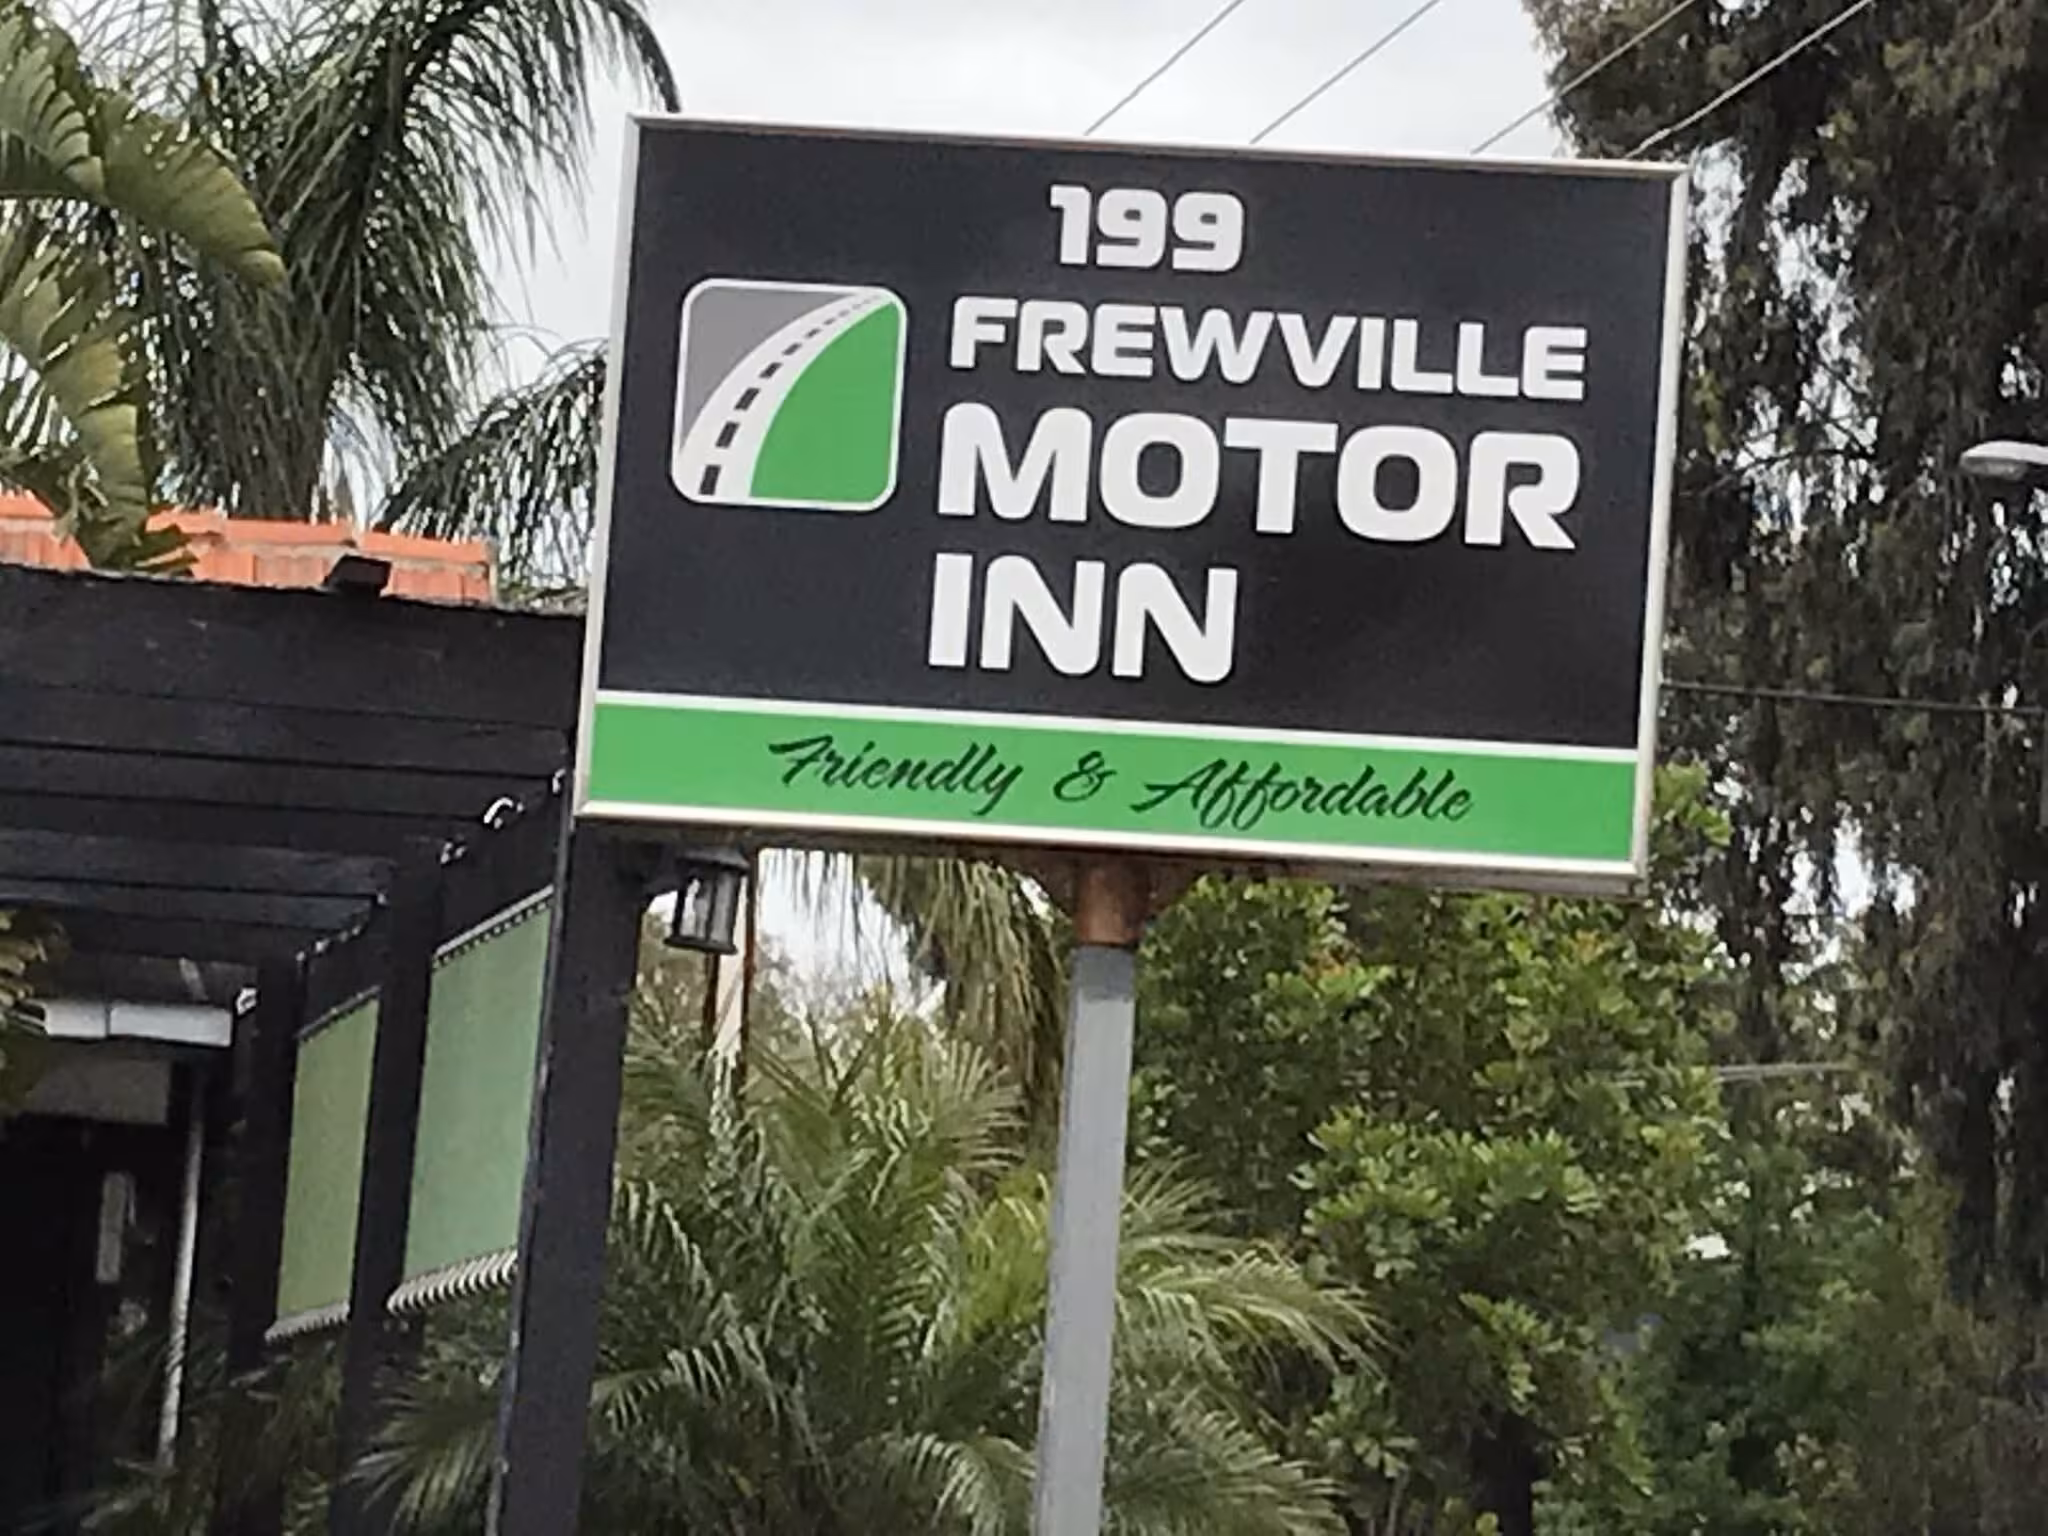 199
FREWVILLE
MOTOR
INN
Friendly & Affordable